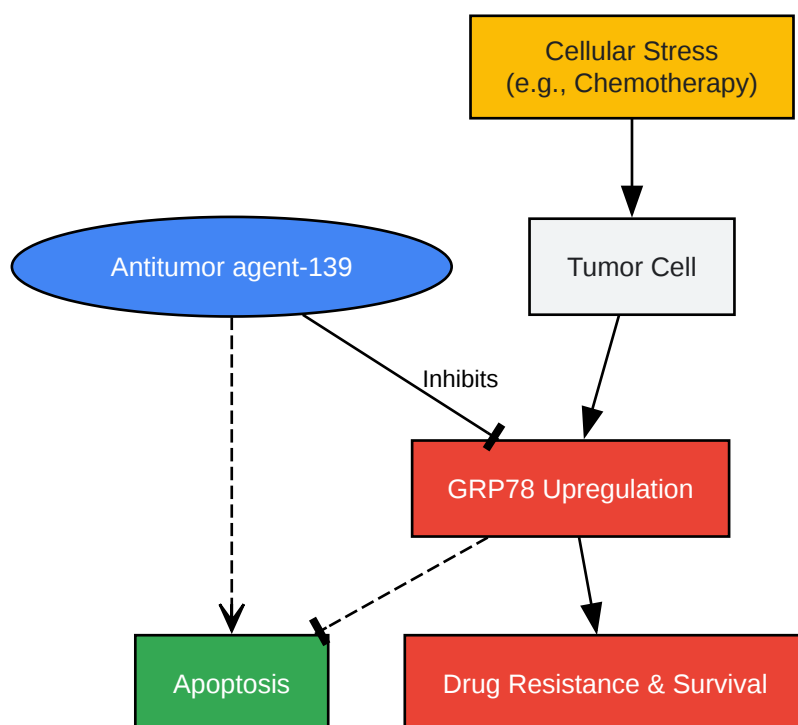 Cellular Stress
(e.g., Chemotherapy)
Antitumor agent-139
Tumor Cell
Inhibits
GRP78 Upregulation
Apoptosis
Drug Resistance & Survival